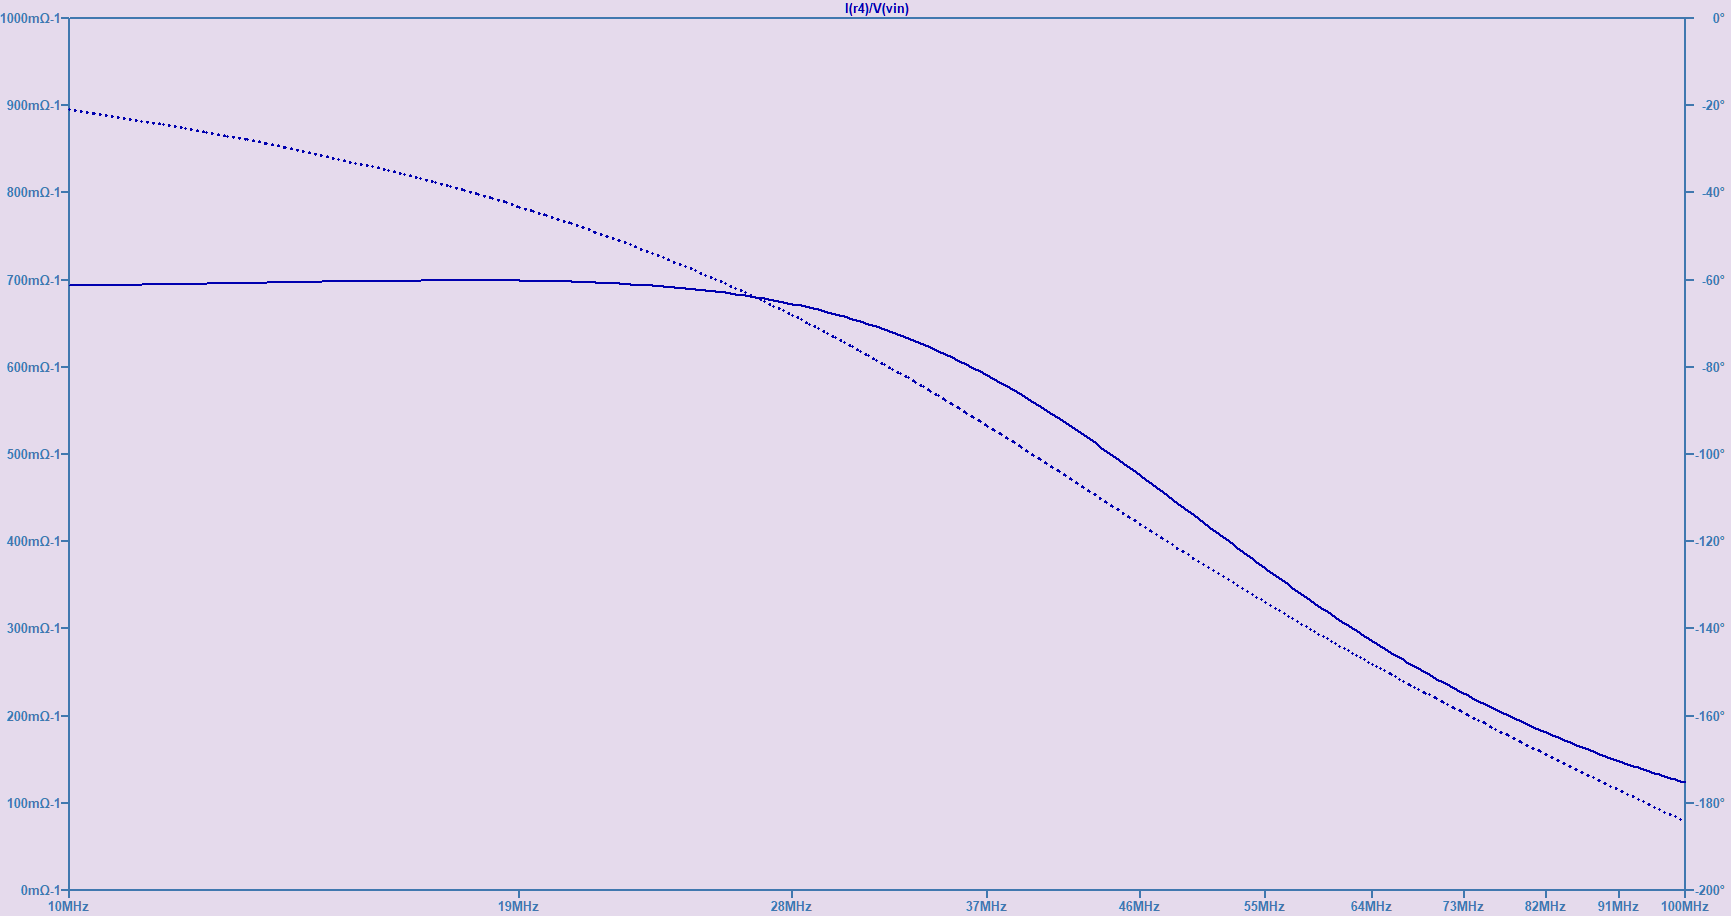 I(r4)/V(vin)
1000mΩ-1
0°
900mΩ-1
-20°
800mΩ-1
-40°
700mΩ-1
-60°
600mΩ-1
-80°
500mΩ-1
-100°
400mΩ-1
-120°
300mΩ-1
-140°
200mΩ-1
-160°
100mΩ-1
-180°
0mΩ-1
-200°
10MHz 19MHz 28MHz 37MHz 46MHz 55MHz 64MHz 73MHz 82MHz 91MHz 100MHz